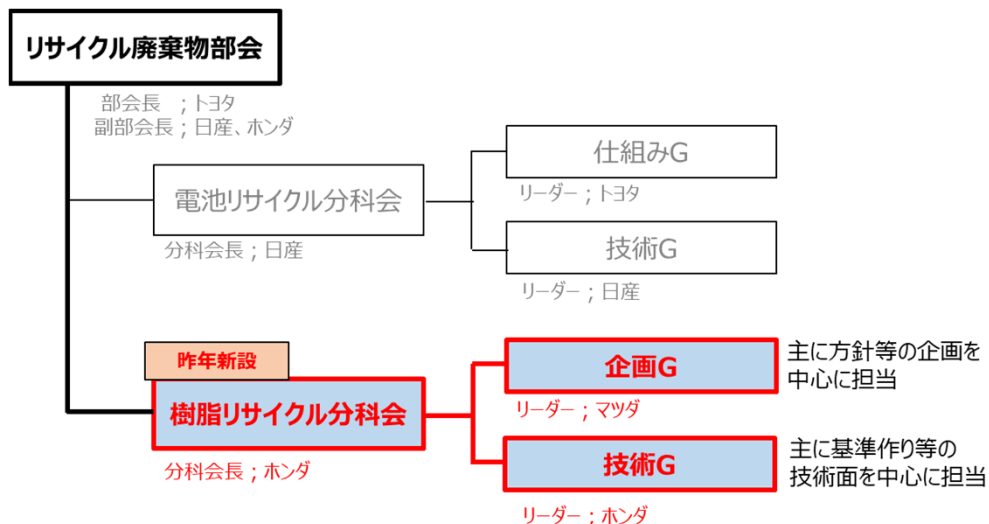 リサイクル廃棄物部会
部会長 ；トヨタ
副部会長；日産、ホンダ
電池リサイクル分科会
分科会長；日産
仕組みG
リーダー；トヨタ
技術G
リーダー；日産
昨年新設
樹脂リサイクル分科会
分科会長；ホンダ
企画G
リーダー；マツダ
主に方針等の企画を
中心に担当
技術G
リーダー；ホンダ
主に基準作り等の
技術面を中心に担当